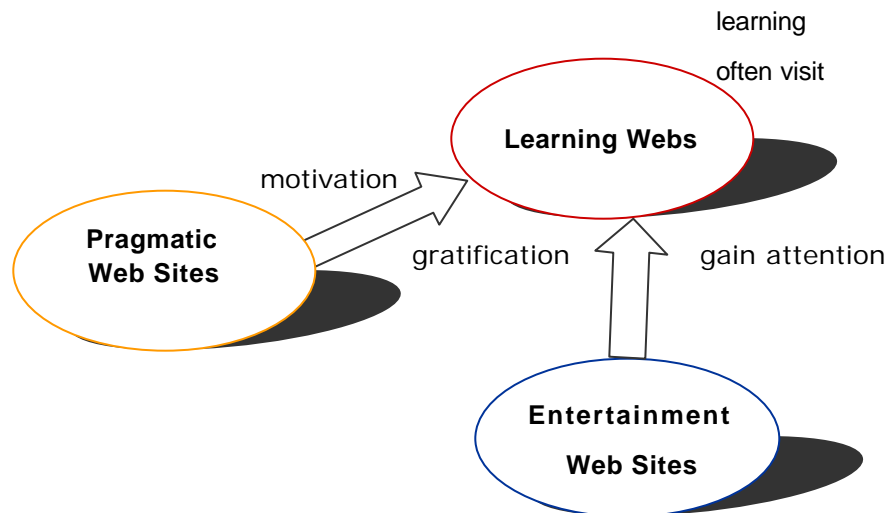 learning
often visit
Learning Webs
motivation
Pragmatic
Web Sites
gratification
gain attention
Entertainment
Web Sites